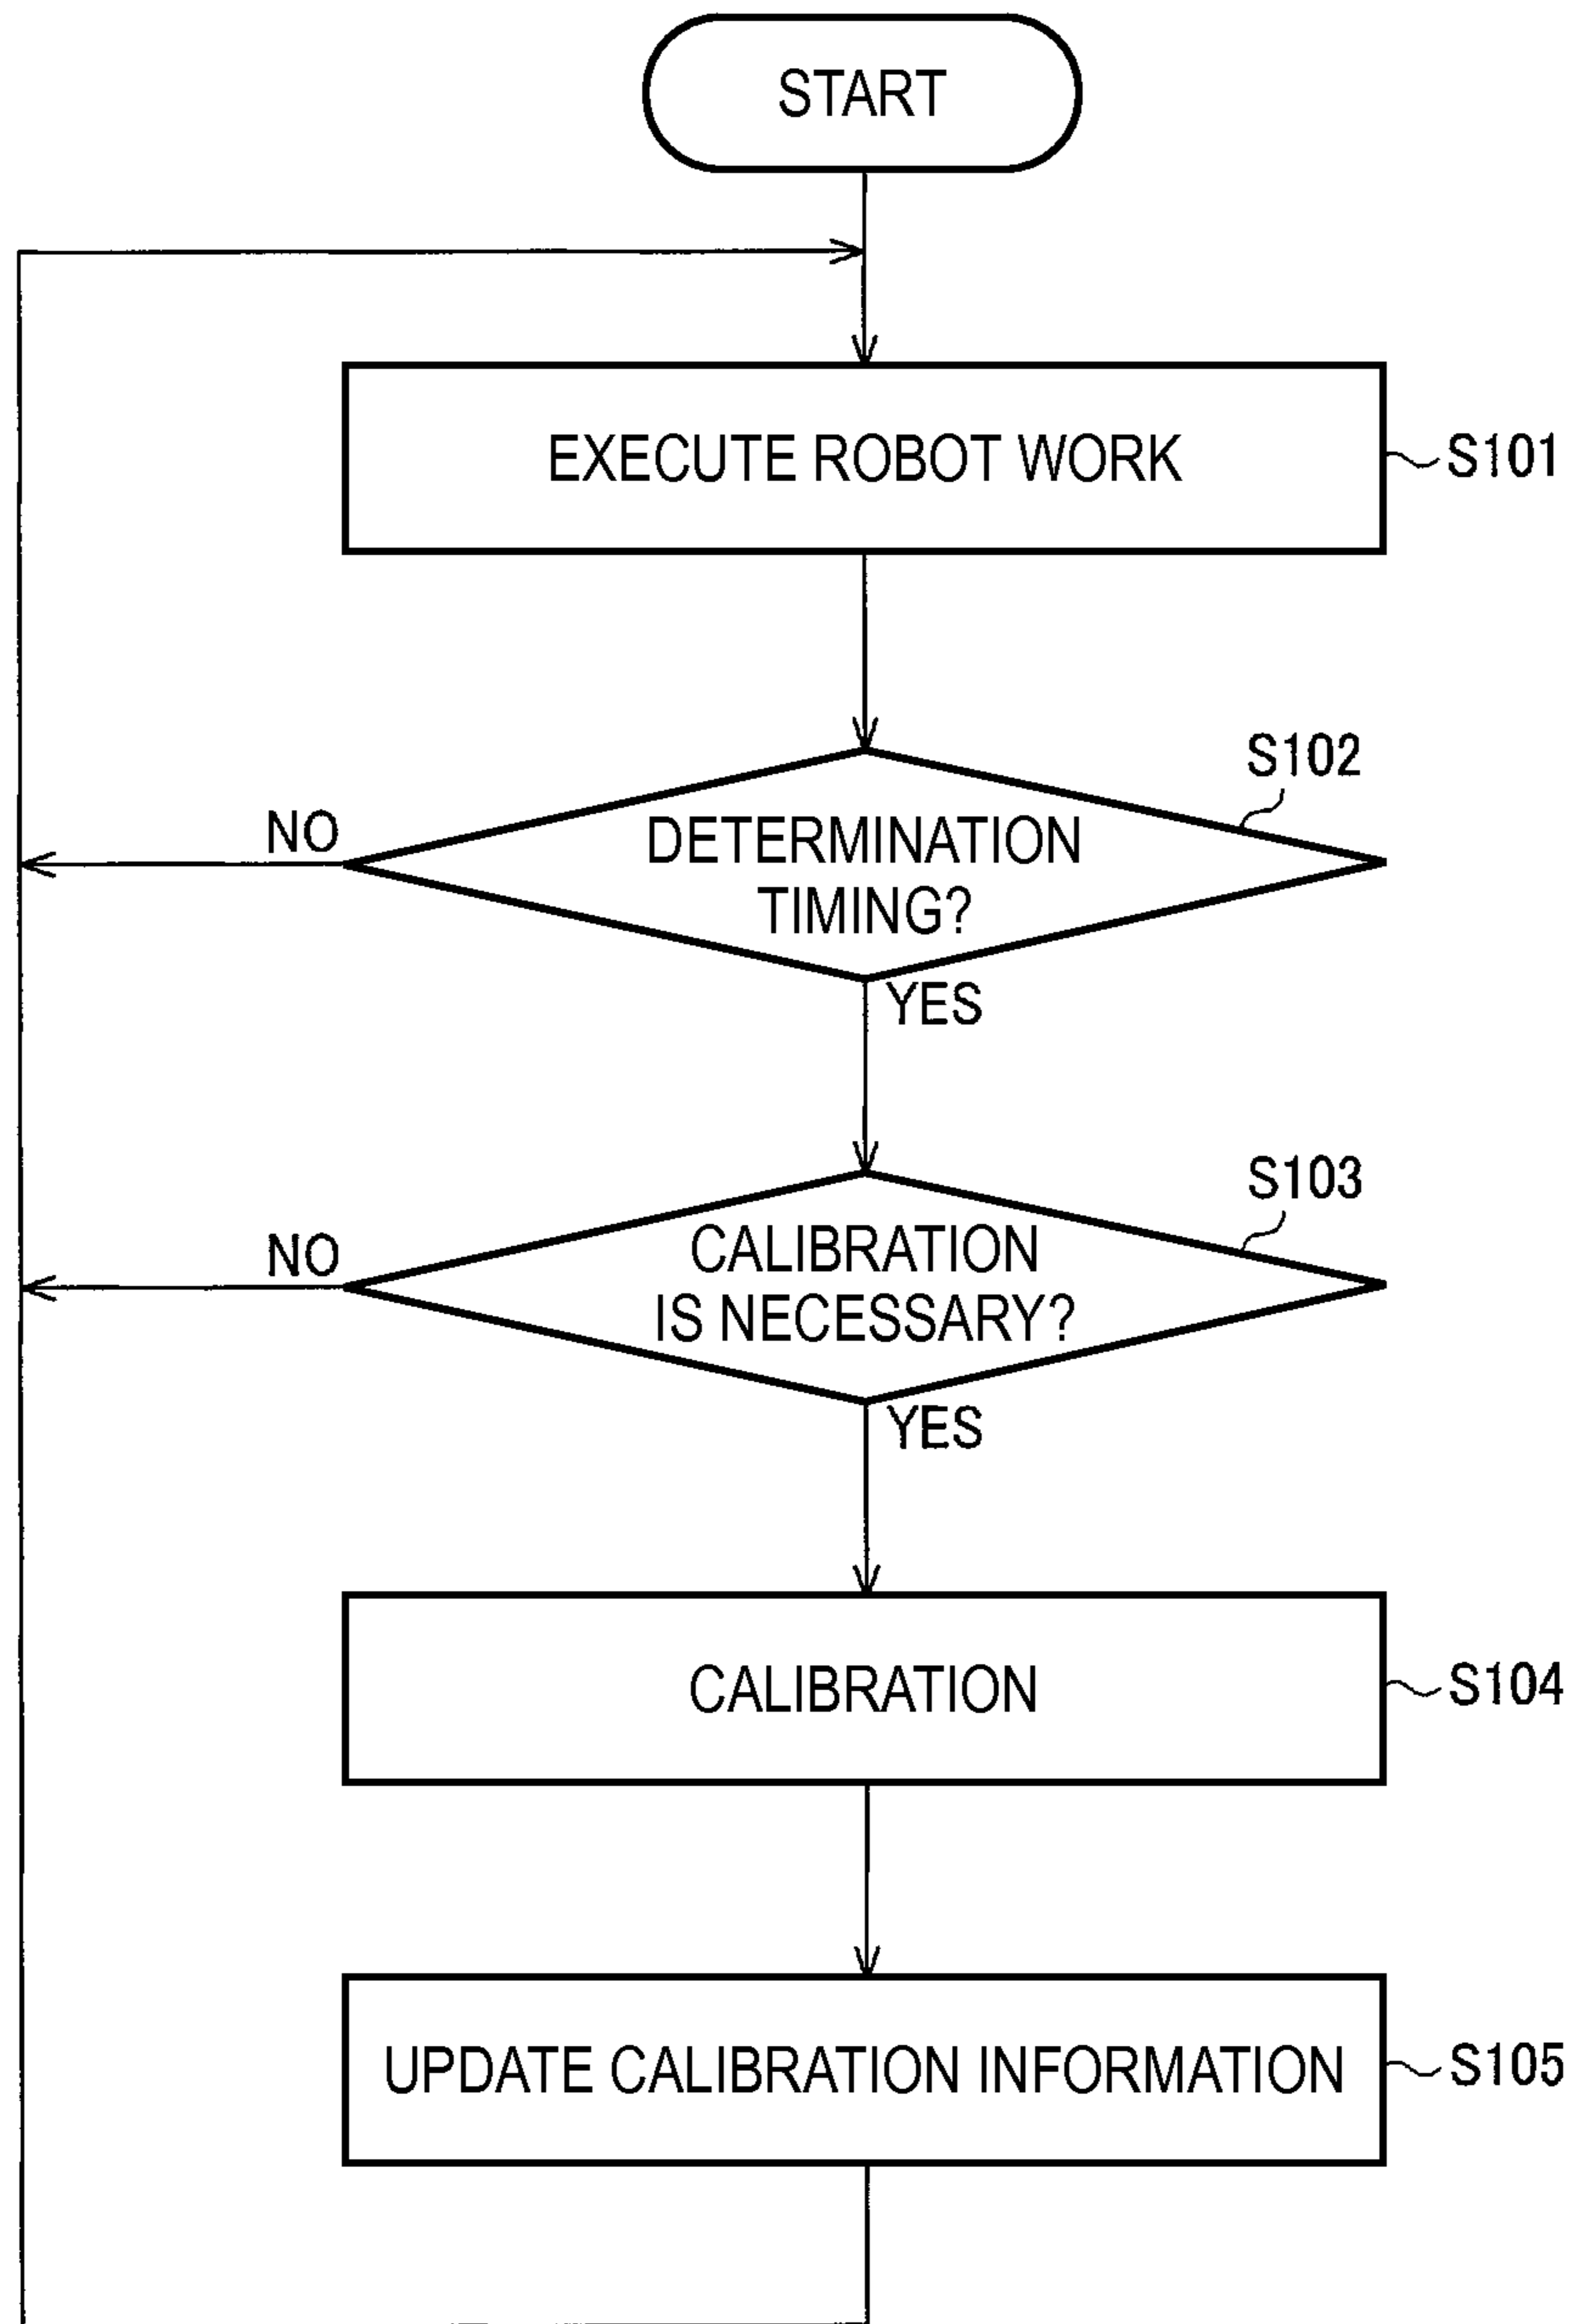 START
EXECUTE ROBOT WORK
S101
S102
NO
DETERMINATION
TIMING?
YES
S103
NO
CALIBRATION
IS NECESSARY?
YES
CALIBRATION
S104
UPDATE CALIBRATION INFORMATION
S105